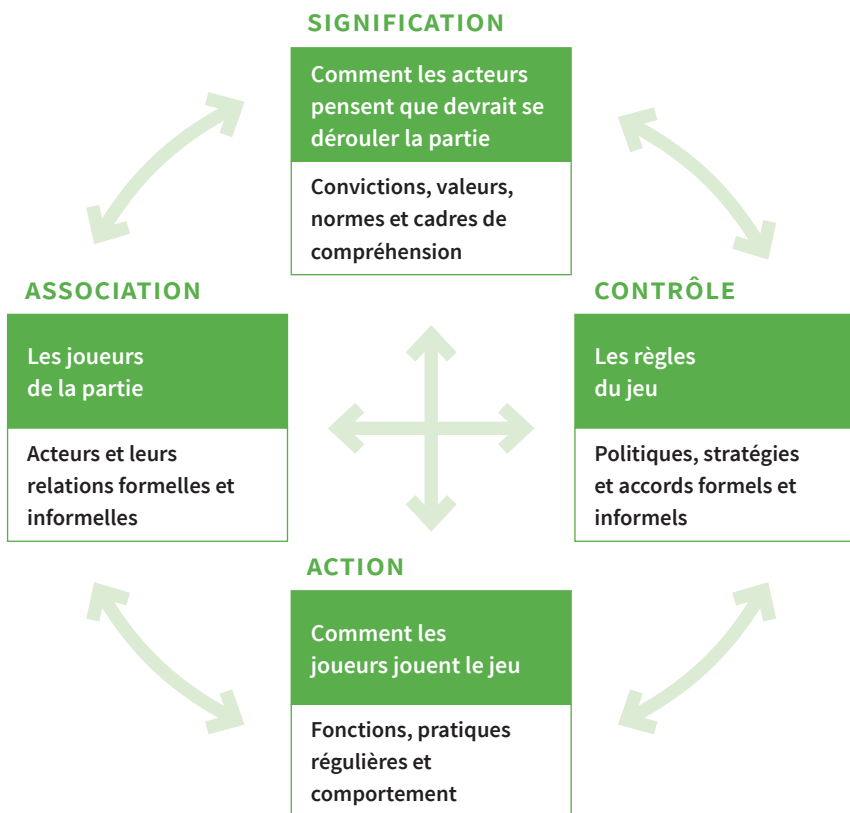 SIGNIFICATION
Comment les acteurs
pensent que devrait se
dérouler la partie
Convictions, valeurs,
normes et cadres de
compréhension
ASSOCIATION
Les joueurs
de la partie
Acteurs et leurs
relations formelles et
informelles
CONTRÔLE
Les règles
du jeu
Politiques, stratégies
et accords formels et
informels
ACTION
Comment les
joueurs jouent le jeu
Fonctions, pratiques
régulières et
comportement